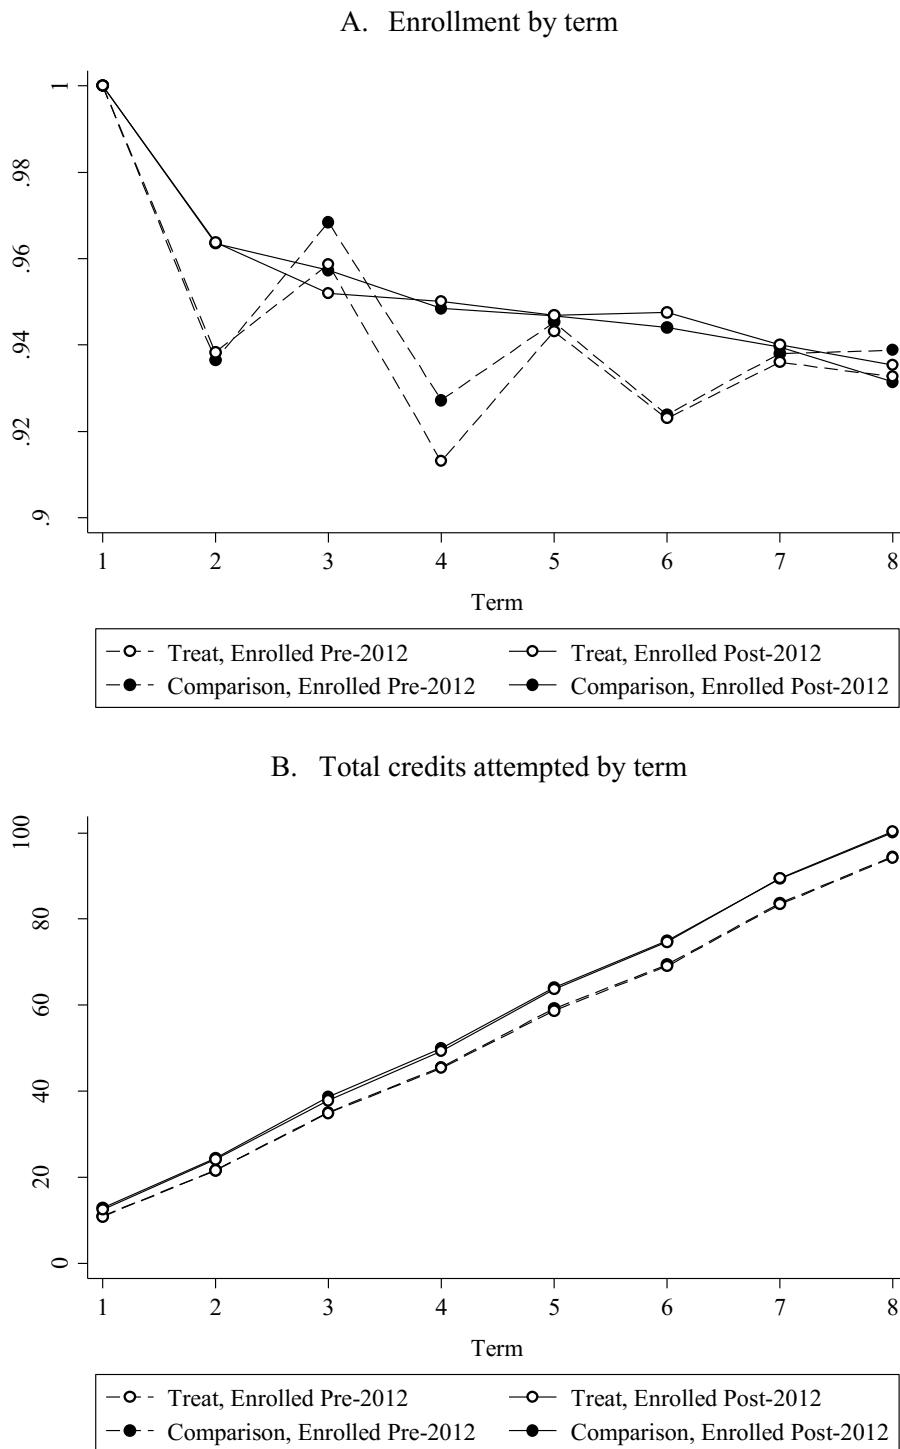 A. Enrollment by term
1
.98
.96
.94
.92
.9
1 2 3 4 5 6 7 8
Term
Treat, Enrolled Pre-2012 Treat, Enrolled Post-2012
Comparison, Enrolled Pre-2012 Comparison, Enrolled Post-2012
B. Total credits attempted by term
100
80
60
40
20
0
1 2 3 4 5 6 7 8
Term
Treat, Enrolled Pre-2012 Treat, Enrolled Post-2012
Comparison, Enrolled Pre-2012 Comparison, Enrolled Post-2012